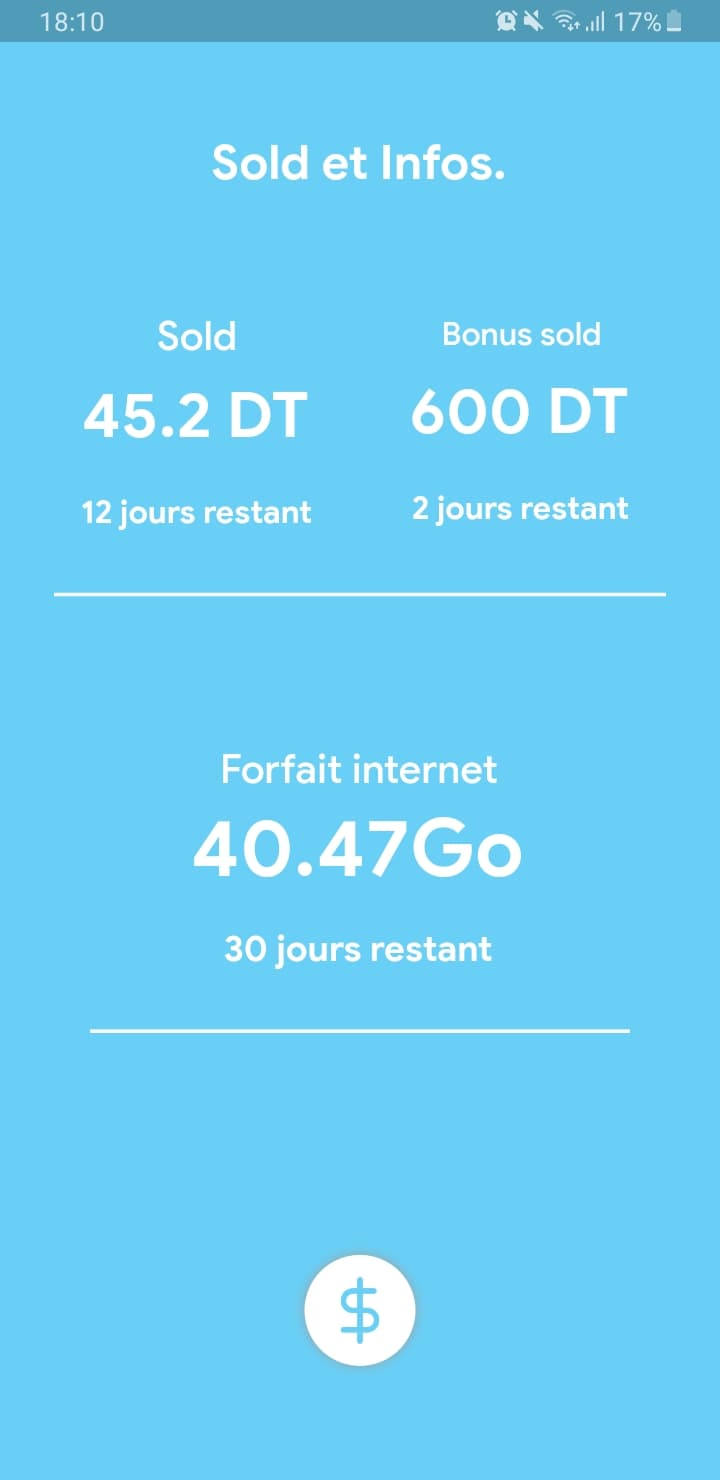 18:10 17%
Sold et Infos.
Sold
45.2 DT
12 jours restant
Bonus sold
600 DT
2 jours restant
Forfait internet
40.47Go
30 jours restant
$